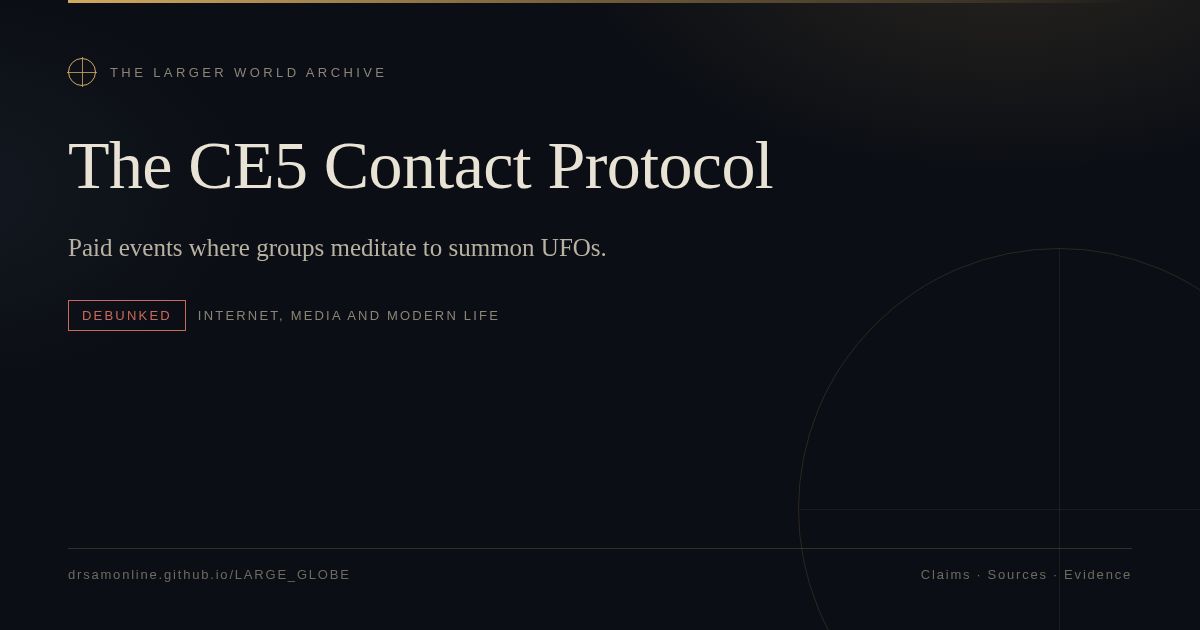 THE LARGER WORLD ARCHIVE
The CE5 Contact Protocol
Paid events where groups meditate to summon UFOs.
DEBUNKED INTERNET, MEDIA AND MODERN LIFE
drsamonline.github.io/LARGE_GLOBE
Claims · Sources · Evidence